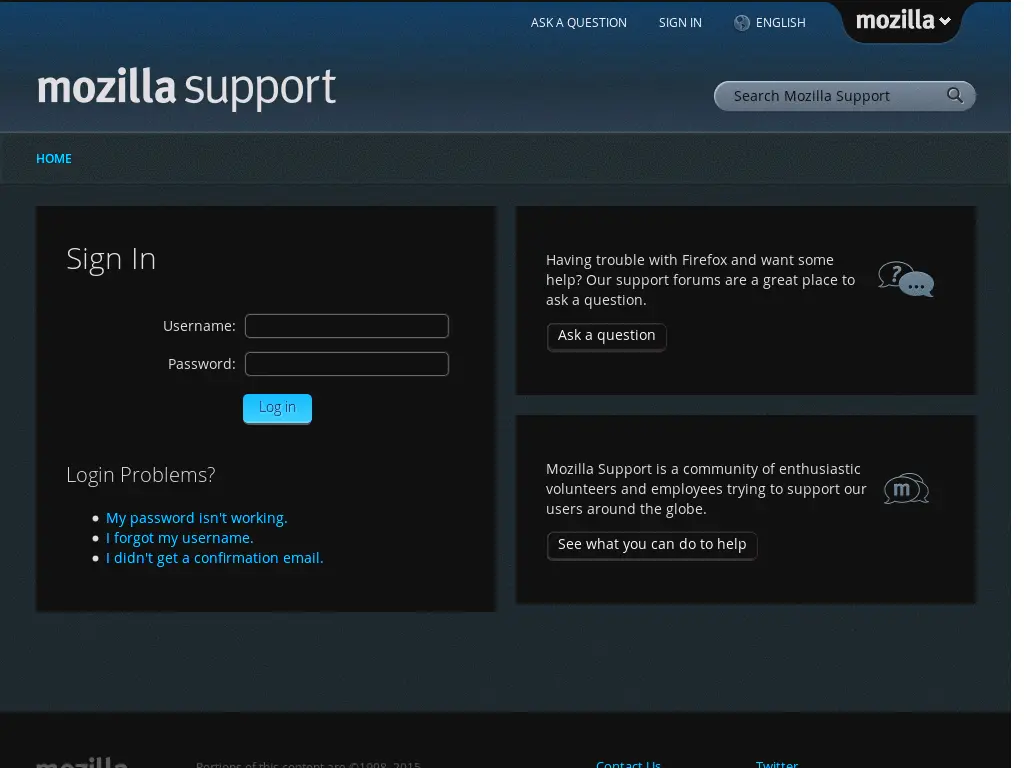 ASK A QUESTION SIGN IN ENGLISH mozilla
mozilla support
Search Mozilla Support
HOME
Sign In
Username:
Password:
Log in
Login Problems?
My password isn't working.
I forgot my username.
I didn't get a confirmation email.
Having trouble with Firefox and want some
help? Our support forums are a great place to
ask a question.
?
...
Ask a question
Mozilla Support is a community of enthusiastic
volunteers and employees trying to support our
users around the globe.
m
See what you can do to help
mozilla Portions of this content are ©1998–2015 Contact Us Twitter